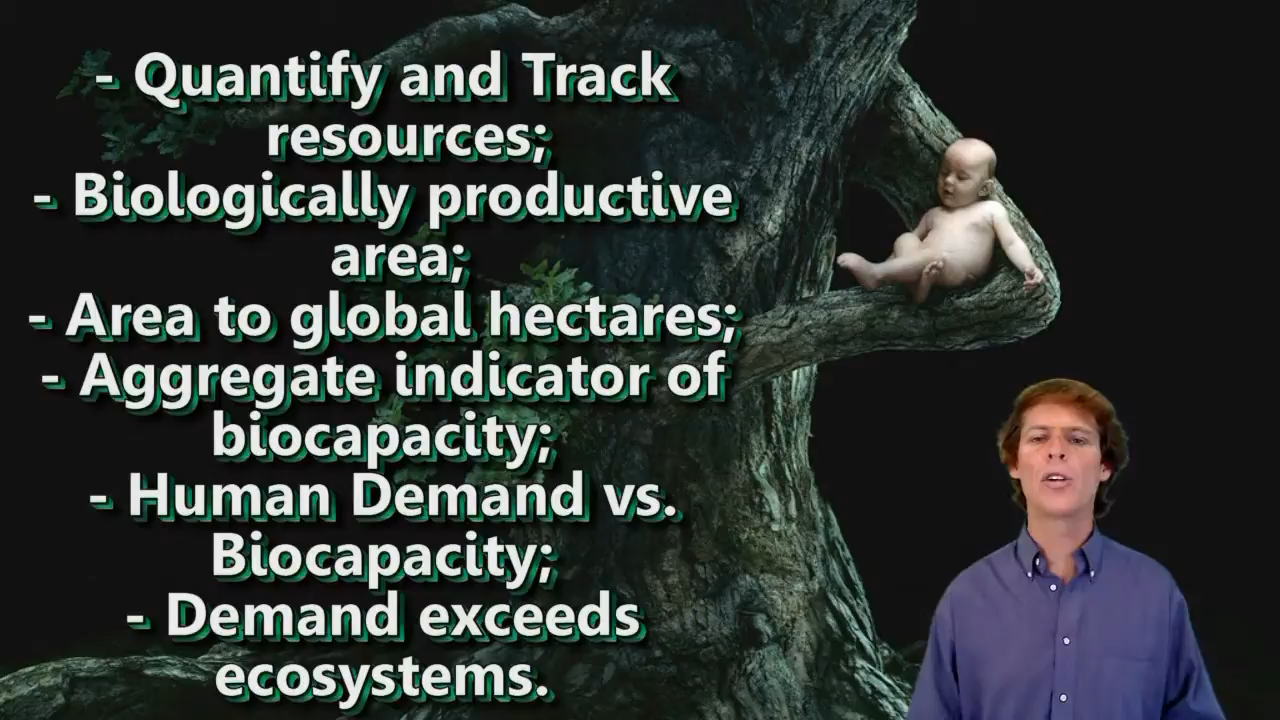 - Quantify and Track
resources;
- Biologically productive
area;
- Area to global hectares;
- Aggregate indicator of
biocapacity;
- Human Demand vs.
Biocapacity;
- Demand exceeds
ecosystems.